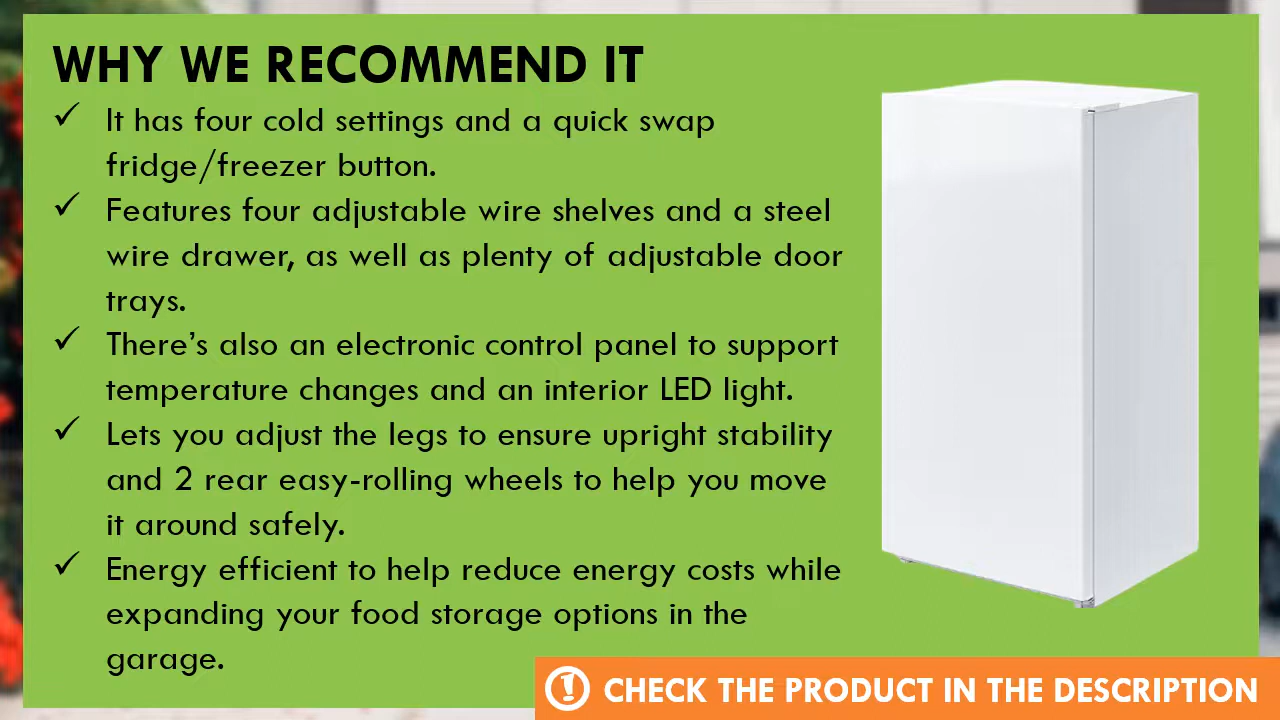 WHY WE RECOMMEND IT
✓ It has four cold settings and a quick swap
fridge/freezer button.
✓ Features four adjustable wire shelves and a steel
wire drawer, as well as plenty of adjustable door
trays.
✓ There’s also an electronic control panel to support
temperature changes and an interior LED light.
✓ Lets you adjust the legs to ensure upright stability
and 2 rear easy-rolling wheels to help you move
it around safely.
✓ Energy efficient to help reduce energy costs while
expanding your food storage options in the
garage.
! CHECK THE PRODUCT IN THE DESCRIPTION